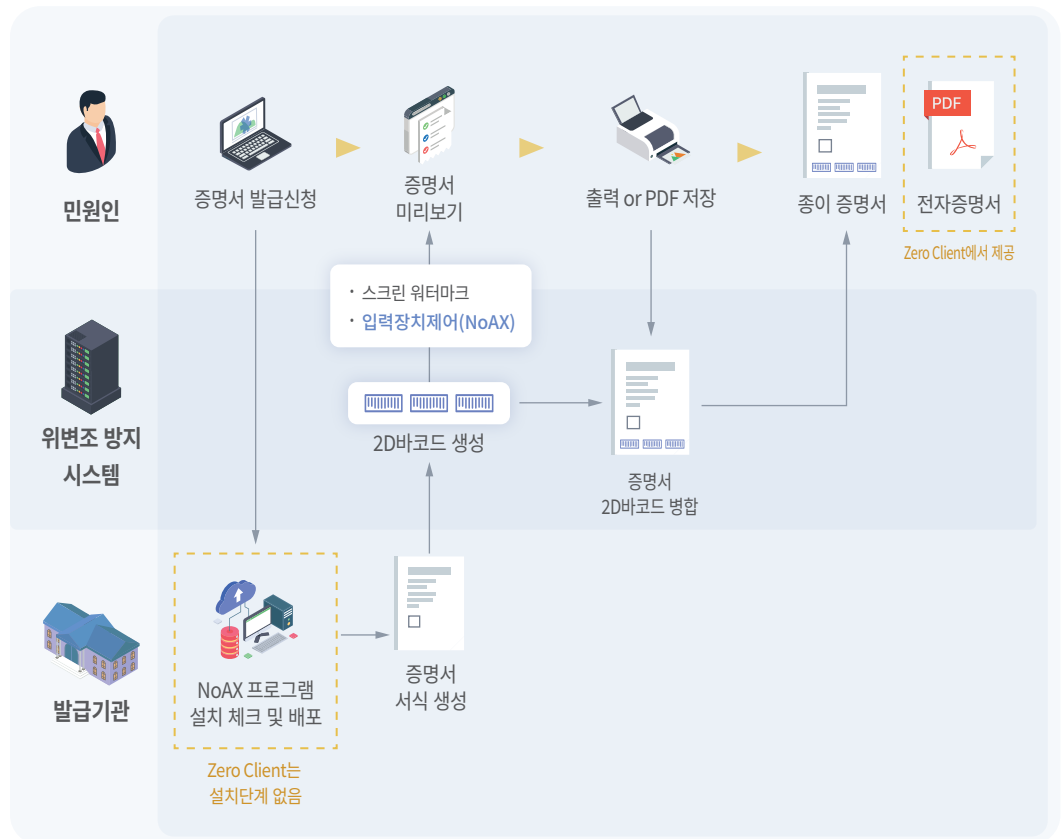 민원인
증명서 발급신청
증명서
미리보기
출력 or PDF 저장
종이 증명서
PDF
전자증명서
Zero Client에서 제공
· 스크린 워터마크
· 입력장치제어(NoAX)
위변조 방지
시스템
2D바코드 생성
증명서
2D바코드 병합
발급기관
NoAX 프로그램
설치 체크 및 배포
Zero Client는
설치단계 없음
증명서
서식 생성